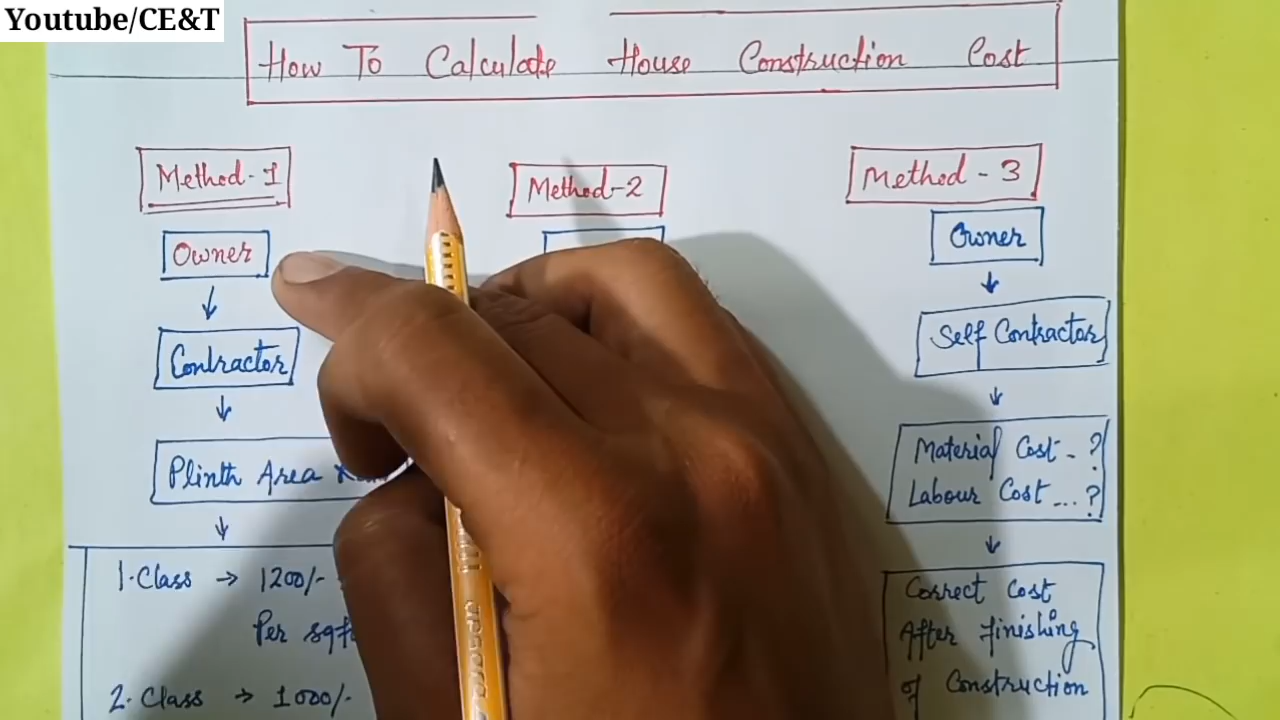 Youtube/CE&T
How To Calculate House Construction Cost
Method-1
Owner
Contractor
Plinth Area
1.Class → 1200/-
Per sqft
2.Class → 1000/-
Method-2
Method-3
Owner
Self Contractor
Material Cost - ?
Labour Cost ... ?
Correct Cost
After finishing
of Construction